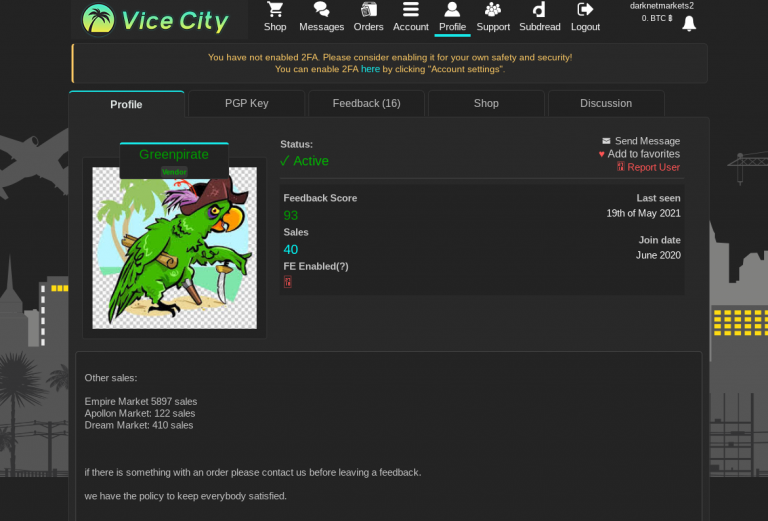 Vice City
Shop
Messages
Orders
Account
Profile
Support
Subdread
Logout
darknetmarkets2
0. BTC ฿
You have not enabled 2FA. Please consider enabling it for your own safety and security!
You can enable 2FA here by clicking "Account settings".
Profile
PGP Key
Feedback (16)
Shop
Discussion
Greenpirate
Vendor
Status:
✓ Active
Send Message
♥ Add to favorites
Report User
Feedback Score
93
Sales
40
FE Enabled(?)
Last seen
19th of May 2021
Join date
June 2020
Other sales:
Empire Market 5897 sales
Apollon Market: 122 sales
Dream Market: 410 sales
if there is something with an order please contact us before leaving a feedback.
we have the policy to keep everybody satisfied.